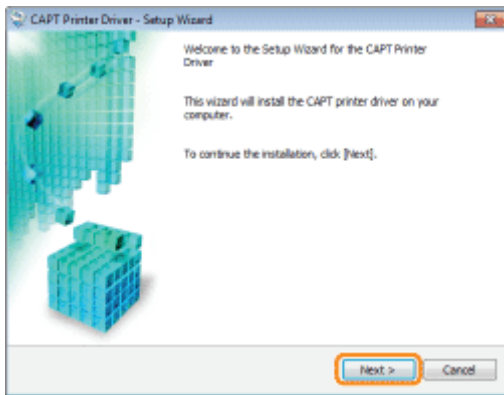 CAPT Printer Driver - Setup Wizard
Welcome to the Setup Wizard for the CAPT Printer
Driver
This wizard will install the CAPT printer driver on your
computer.
To continue the installation, click [Next].
Next >
Cancel